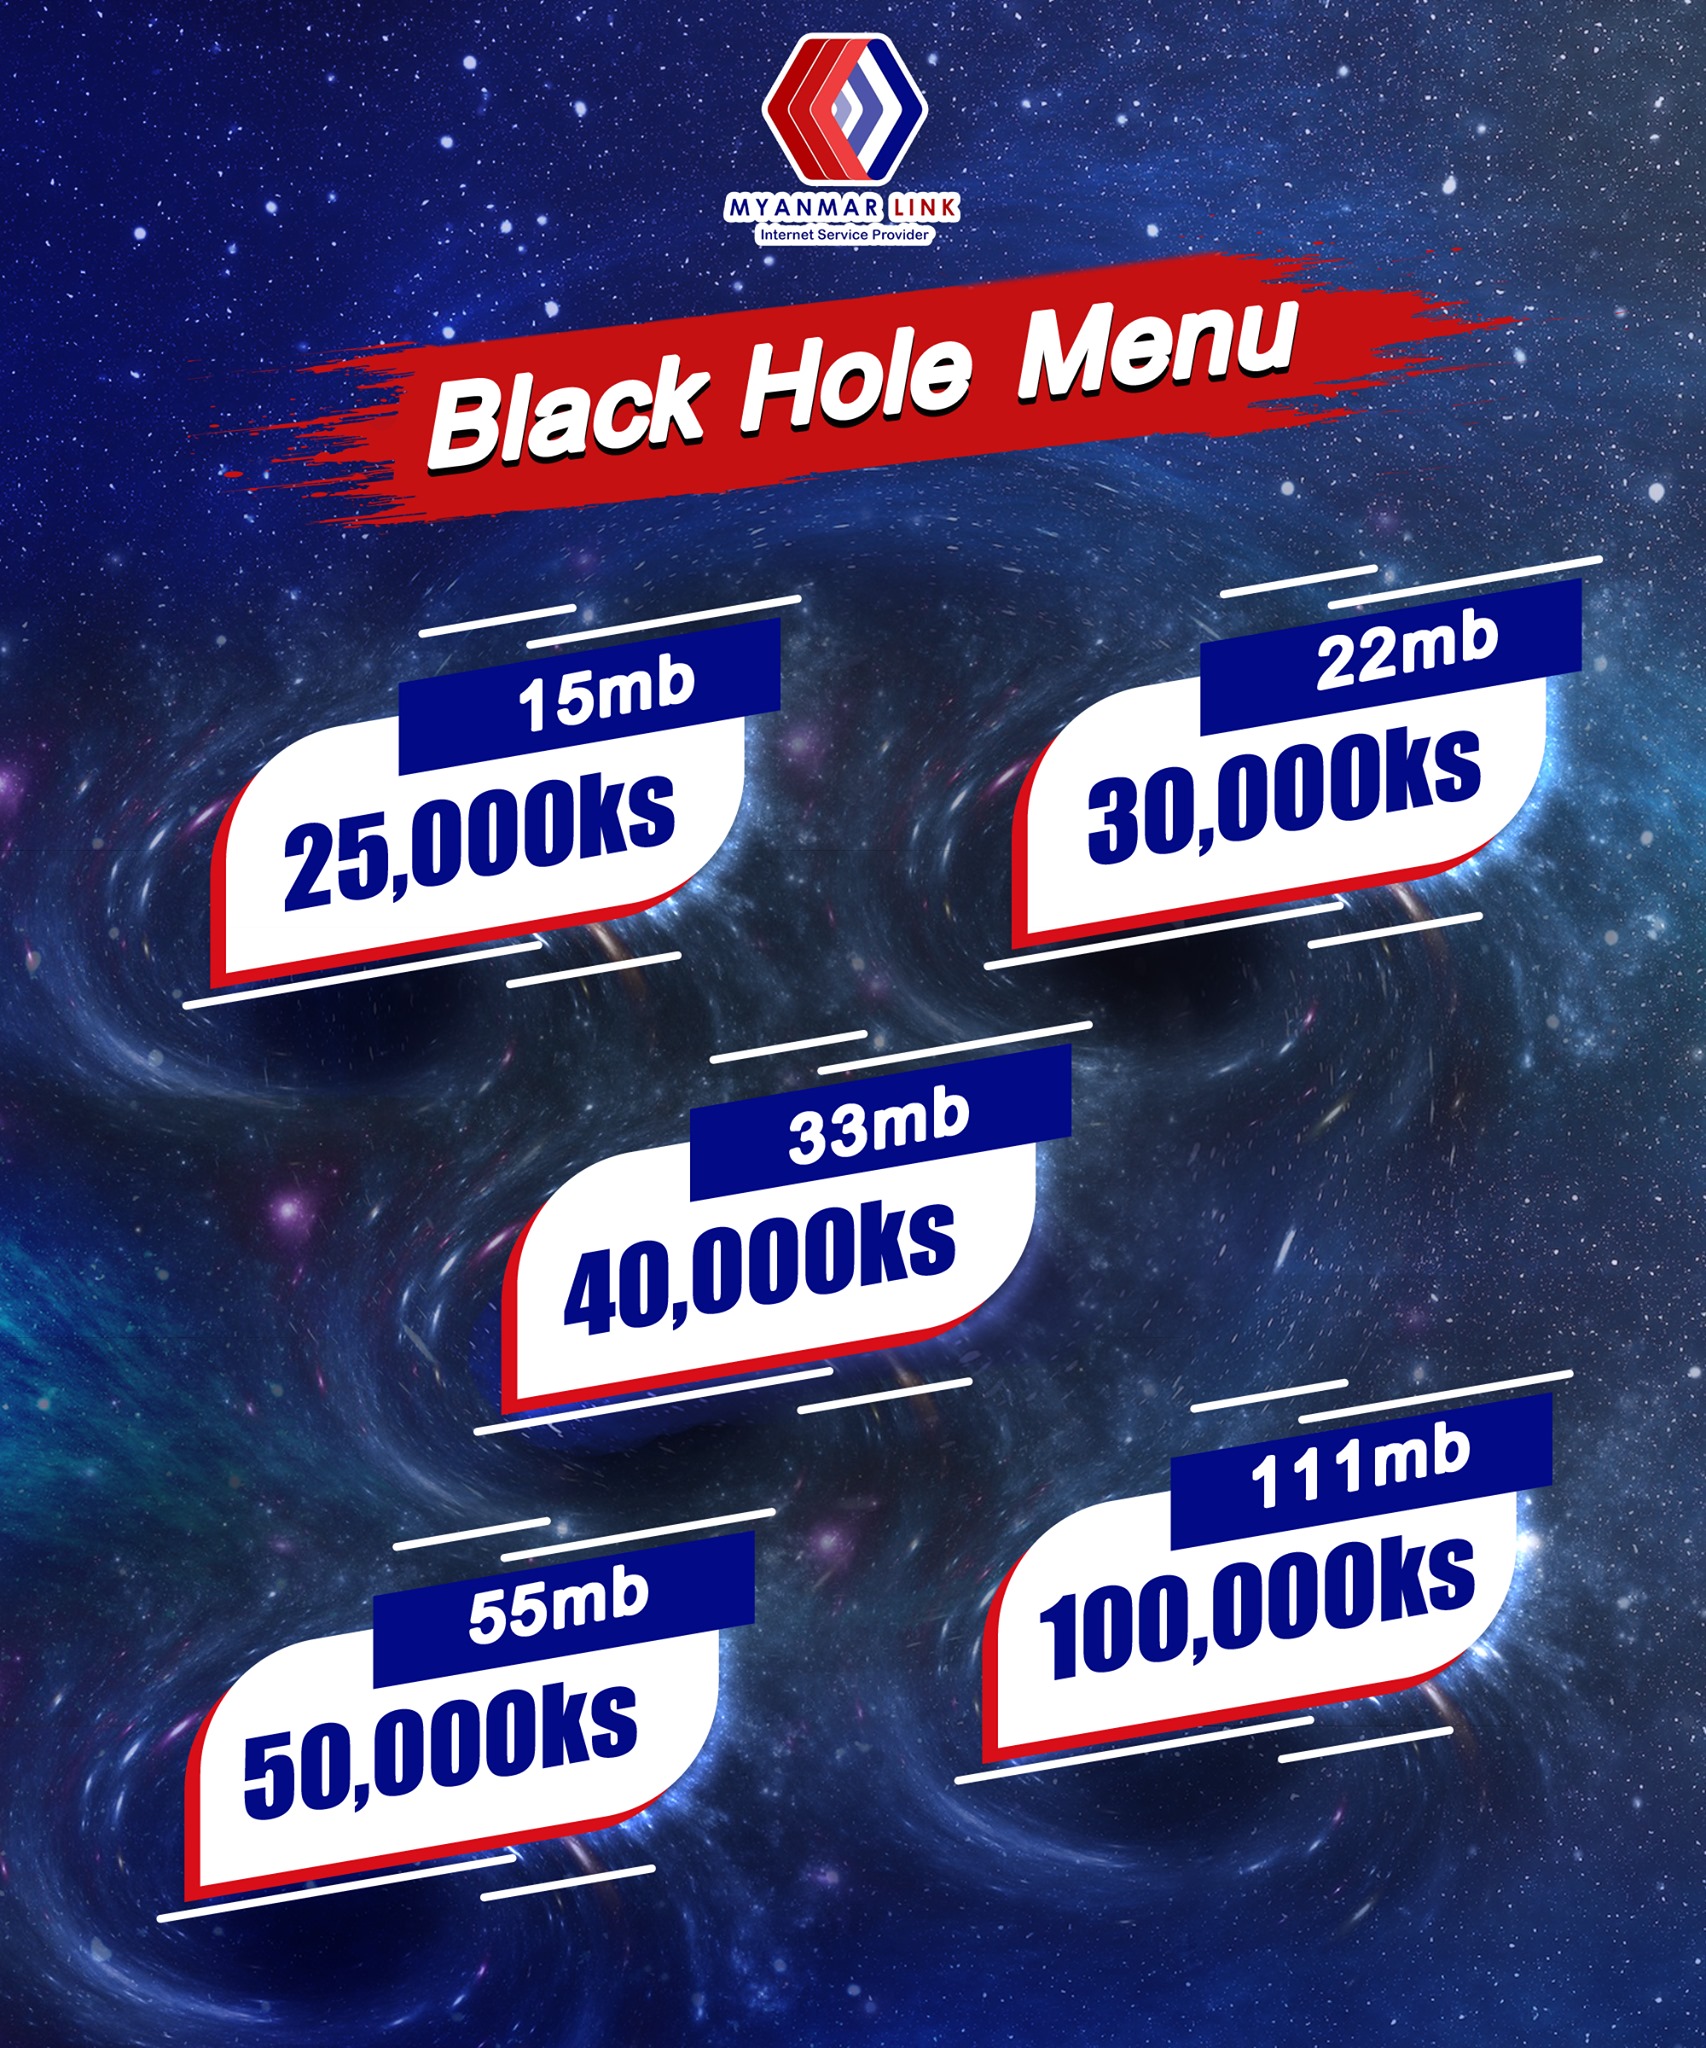 MYANMAR LINK
Internet Service Provider
Black Hole Menu
15mb
25,000ks
22mb
30,000ks
33mb
40,000ks
55mb
50,000ks
111mb
100,000ks